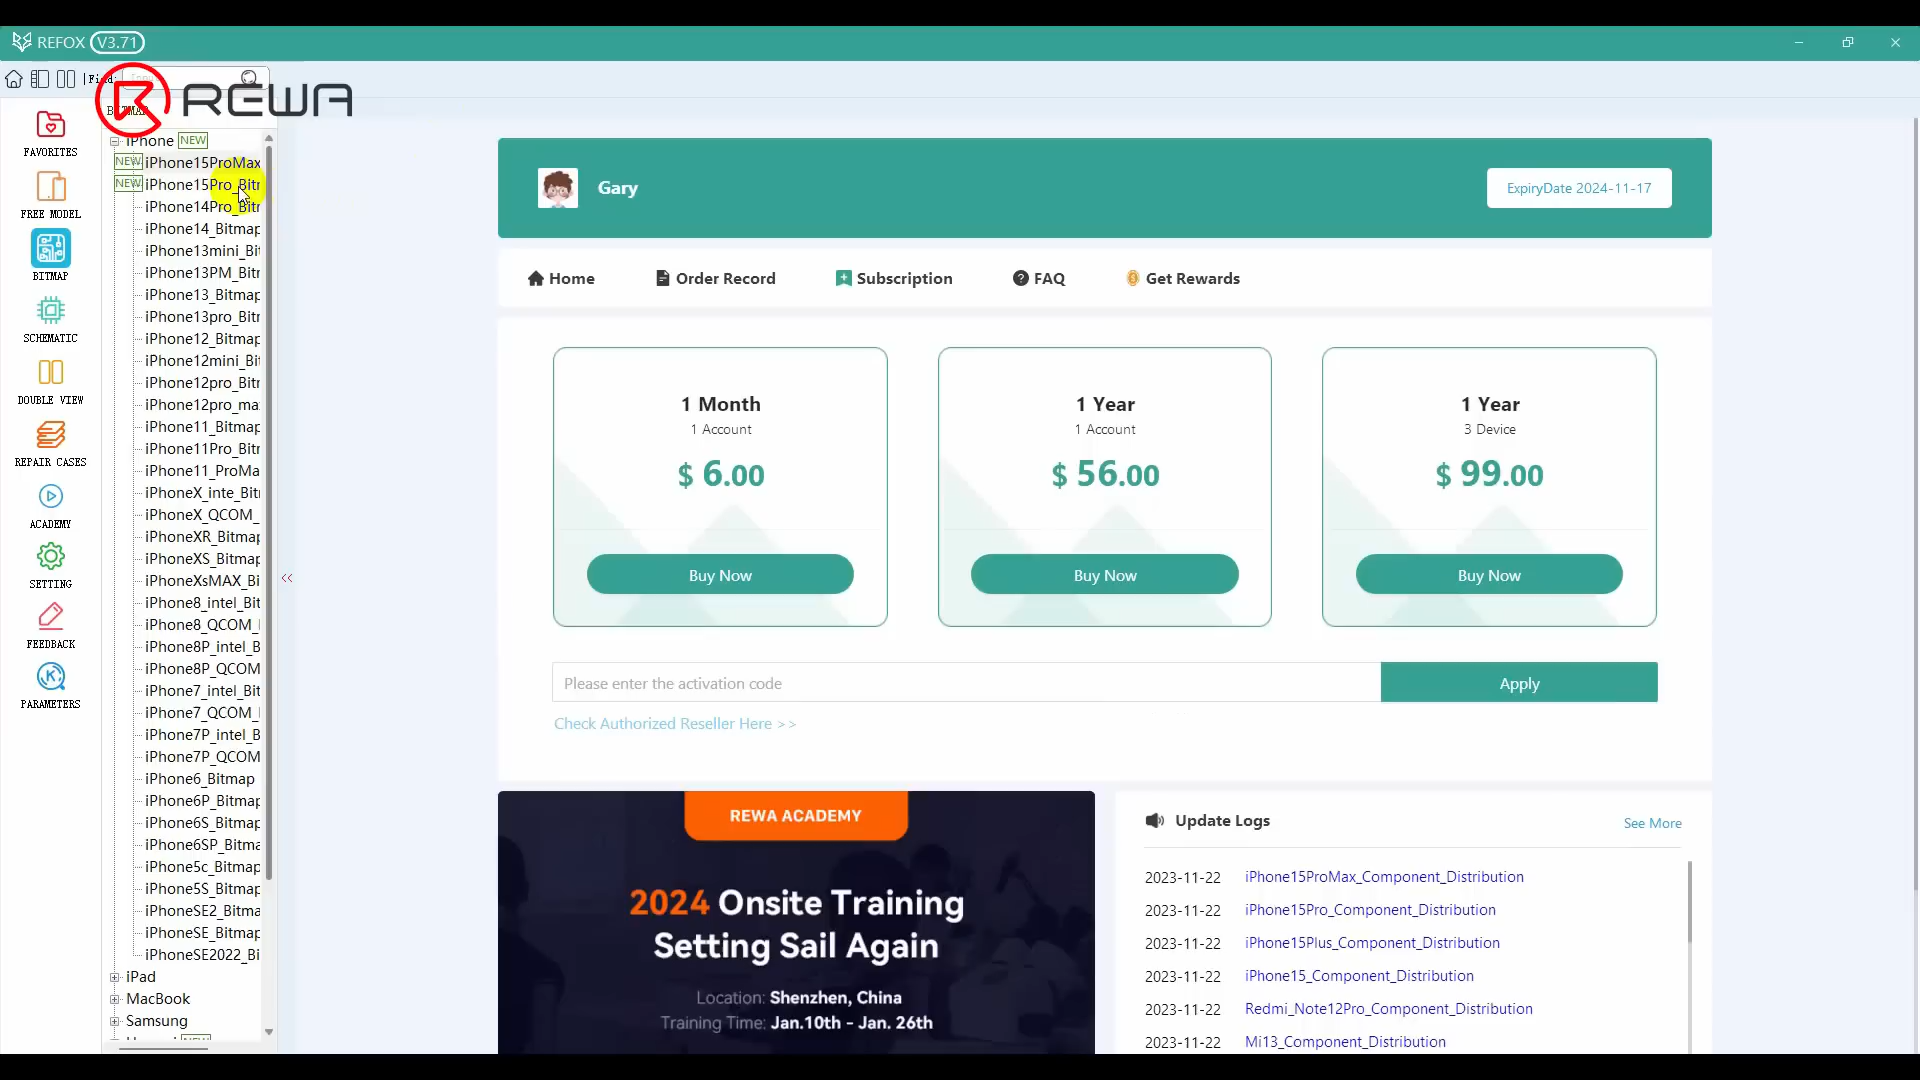 REFOX V3.71
Find:
REWA
FAVORITES
FREE MODEL
BITMAP
SCHEMATIC
DOUBLE VIEW
REPAIR CASES
ACADEMY
SETTING
FEEDBACK
PARAMETERS
iPhone NEW
NEW iPhone15ProMax
NEW iPhone15Pro_Bitr
iPhone14Pro_Bitr
iPhone14_Bitmap
iPhone13mini_Bit
iPhone13PM_Bitr
iPhone13_Bitmap
iPhone13pro_Bitr
iPhone12_Bitmap
iPhone12mini_Bit
iPhone12pro_Bitr
iPhone12pro_ma
iPhone11_Bitmap
iPhone11Pro_Bitr
iPhone11_ProMa
iPhoneX_inte_Bitr
iPhoneX_QCOM_
iPhoneXR_Bitmap
iPhoneXS_Bitmap
iPhoneXsMAX_Bi
iPhone8_intel_Bit
iPhone8_QCOM_
iPhone8P_intel_B
iPhone8P_QCOM
iPhone7_intel_Bit
iPhone7_QCOM_
iPhone7P_intel_B
iPhone7P_QCOM
iPhone6_Bitmap
iPhone6P_Bitmap
iPhone6S_Bitmap
iPhone6SP_Bitmap
iPhone5c_Bitmap
iPhone5S_Bitmap
iPhoneSE2_Bitma
iPhoneSE_Bitmap
iPhoneSE2022_Bi
iPad
MacBook
Samsung
Gary
ExpiryDate 2024-11-17
Home Order Record Subscription FAQ Get Rewards
1 Month
1 Account
$ 6.00
Buy Now
1 Year
1 Account
$ 56.00
Buy Now
1 Year
3 Device
$ 99.00
Buy Now
Please enter the activation code
Apply
Check Authorized Reseller Here >>
REWA ACADEMY
2024 Onsite Training
Setting Sail Again
Location: Shenzhen, China
Training Time: Jan.10th - Jan. 26th
Update Logs
See More
2023-11-22 iPhone15ProMax_Component_Distribution
2023-11-22 iPhone15Pro_Component_Distribution
2023-11-22 iPhone15Plus_Component_Distribution
2023-11-22 iPhone15_Component_Distribution
2023-11-22 Redmi_Note12Pro_Component_Distribution
2023-11-22 Mi13_Component_Distribution